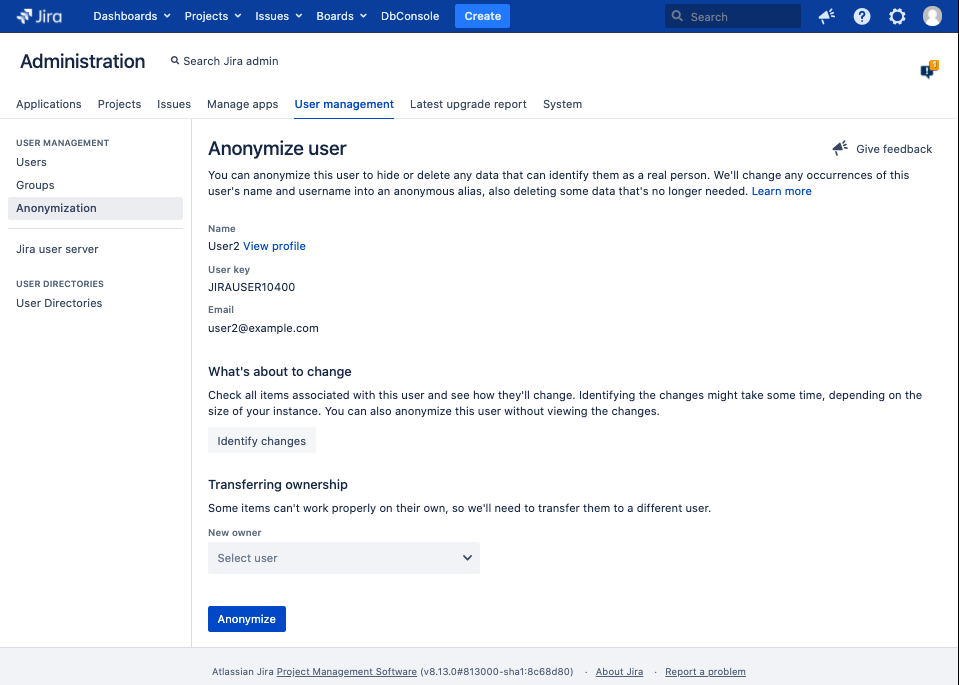 Jira Dashboards Projects Issues Boards DbConsole Create Search
Administration Search Jira admin
1
Applications Projects Issues Manage apps User management Latest upgrade report System
USER MANAGEMENT
Users
Groups
Anonymization
Jira user server
USER DIRECTORIES
User Directories
Anonymize user
Give feedback
You can anonymize this user to hide or delete any data that can identify them as a real person. We'll change any occurrences of this
user's name and username into an anonymous alias, also deleting some data that's no longer needed. Learn more
Name
User2 View profile
User key
JIRAUSER10400
Email
user2@example.com
What's about to change
Check all items associated with this user and see how they'll change. Identifying the changes might take some time, depending on the
size of your instance. You can also anonymize this user without viewing the changes.
Identify changes
Transferring ownership
Some items can't work properly on their own, so we'll need to transfer them to a different user.
New owner
Select user
Anonymize
Atlassian Jira Project Management Software (v8.13.0#813000-sha1:8c68d80) · About Jira · Report a problem